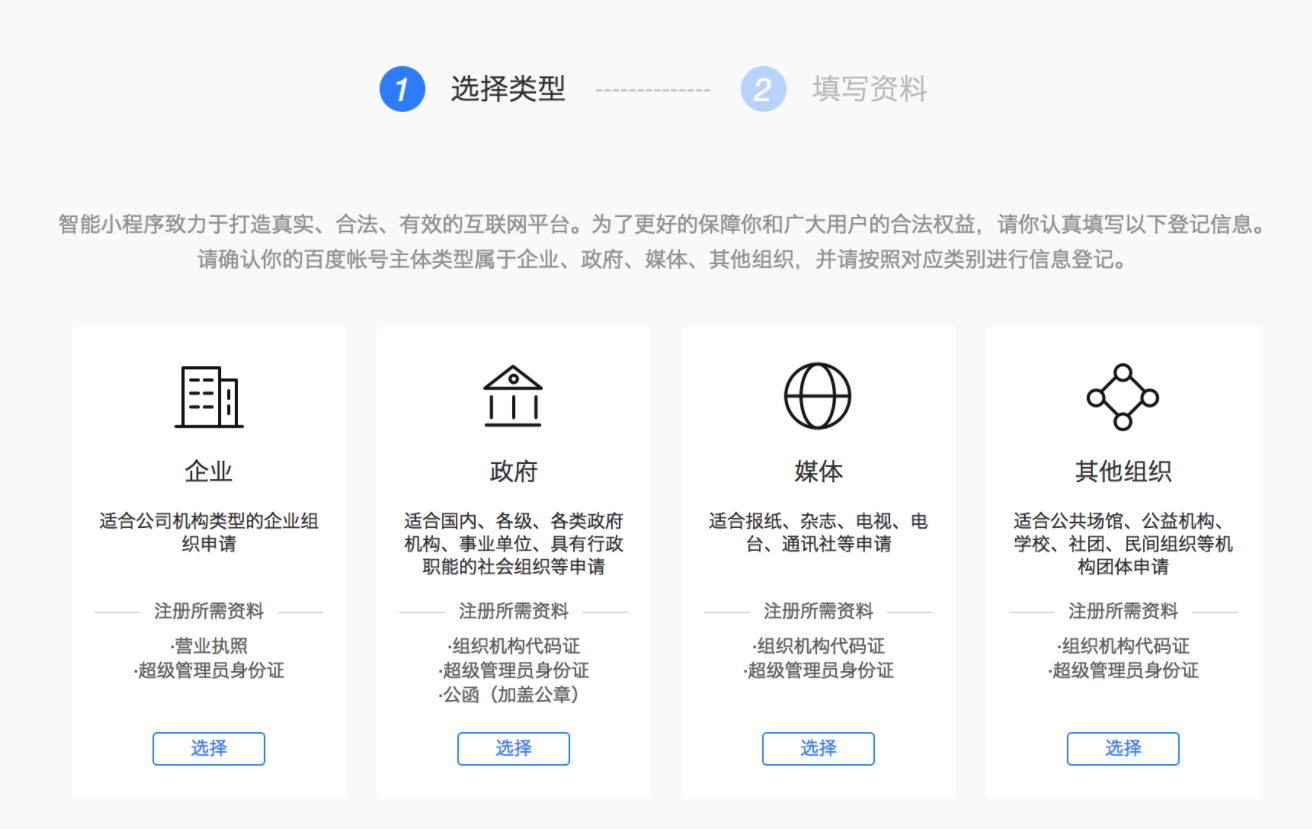 1 选择类型 --------------- 2 填写资料
智能小程序致力于打造真实、合法、有效的互联网平台。为了更好的保障你和广大用户的合法权益，请你认真填写以下登记信息。
请确认你的百度帐号主体类型属于企业、政府、媒体、其他组织，并请按照对应类别进行信息登记。
企业
适合公司机构类型的企业组
织申请
注册所需资料
·营业执照
·超级管理员身份证
选择
政府
适合国内、各级、各类政府
机构、事业单位、具有行政
职能的社会组织等申请
注册所需资料
·组织机构代码证
·超级管理员身份证
·公函（加盖公章）
选择
媒体
适合报纸、杂志、电视、电
台、通讯社等申请
注册所需资料
·组织机构代码证
·超级管理员身份证
选择
其他组织
适合公共场馆、公益机构、
学校、社团、民间组织等机
构团体申请
注册所需资料
·组织机构代码证
·超级管理员身份证
选择